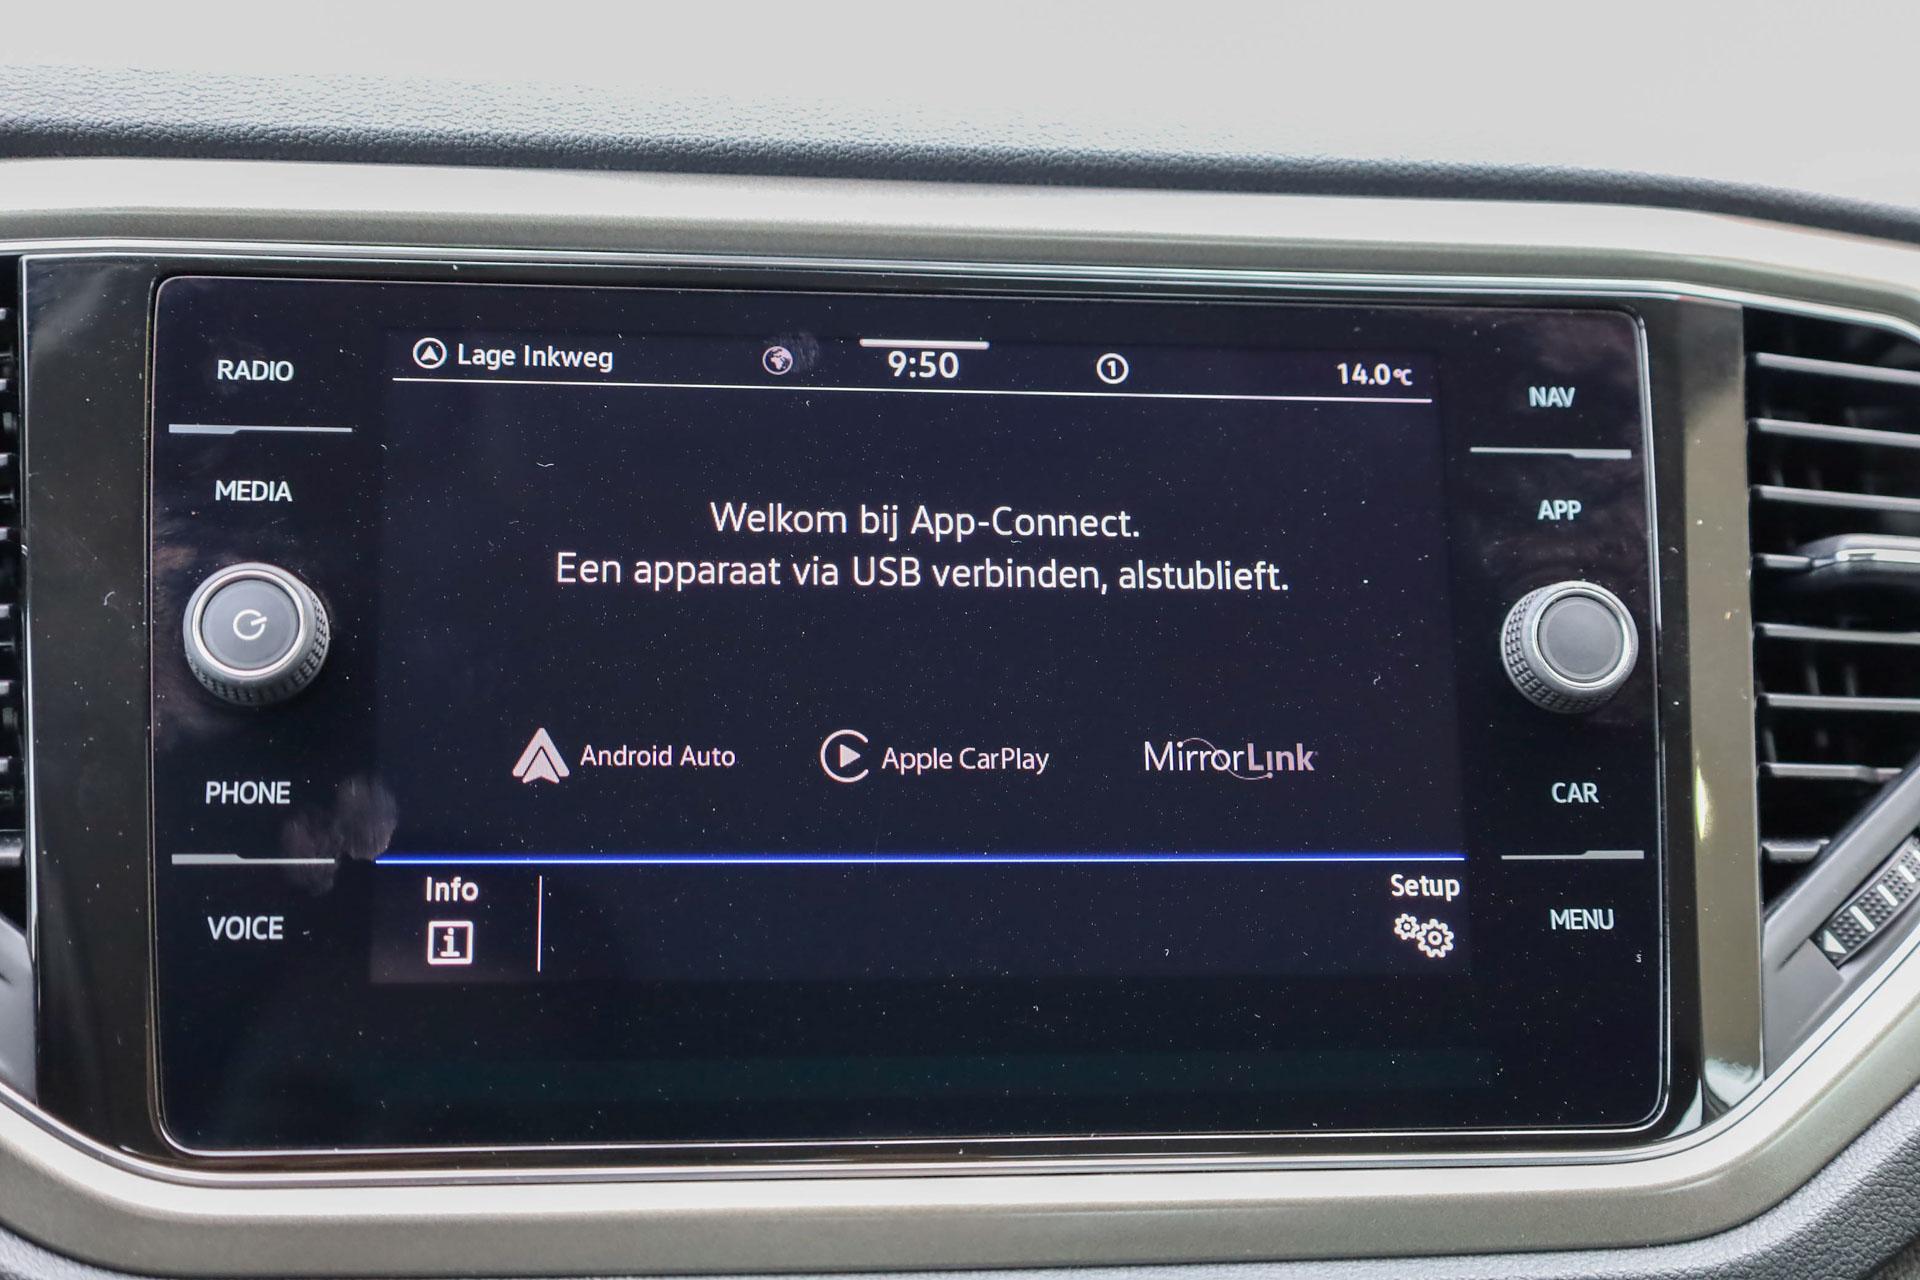 RADIO
MEDIA
PHONE
VOICE
Lage Inkweg
9:50
1
14.0°C
Welkom bij App-Connect.
Een apparaat via USB verbinden, alstublieft.
Android Auto
Apple CarPlay
MirrorLink
Info
i
Setup
NAV
APP
CAR
MENU